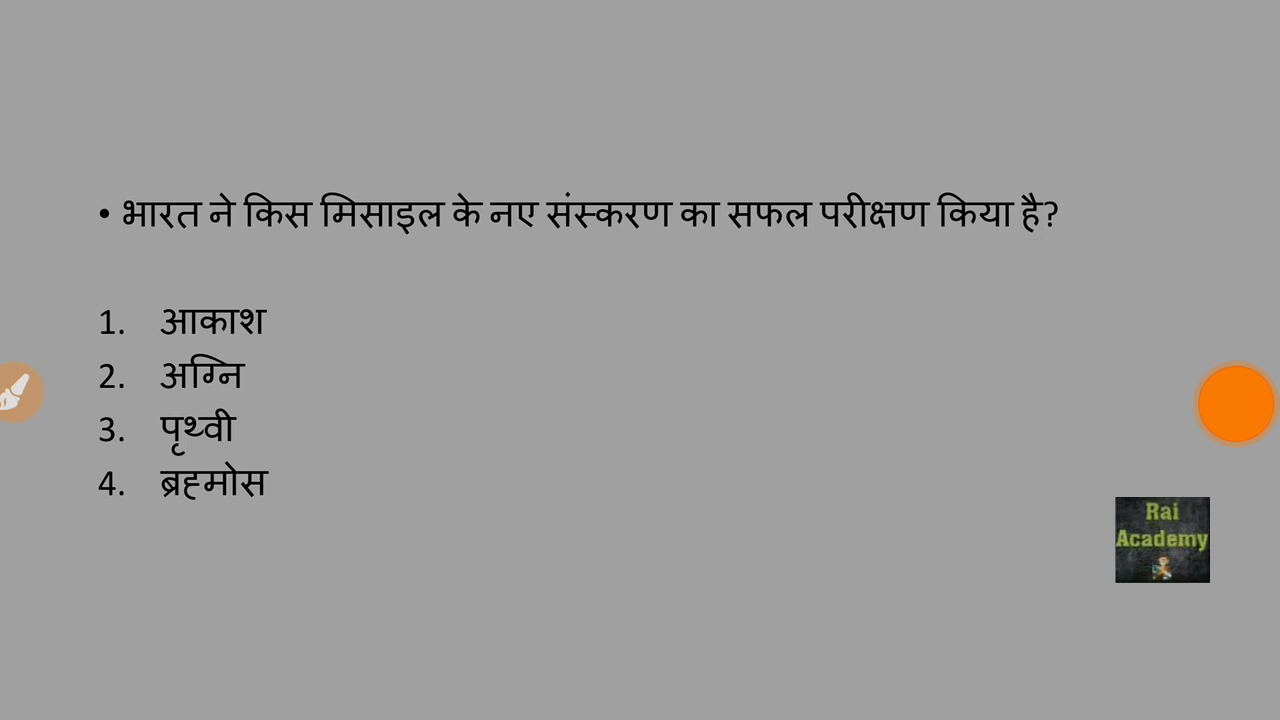 • भारत ने किस मिसाइल के नए संस्करण का सफल परीक्षण किया है?
1. आकाश
2. अग्नि
3. पृथ्वी
4. ब्रह्मोस
Rai
Academy